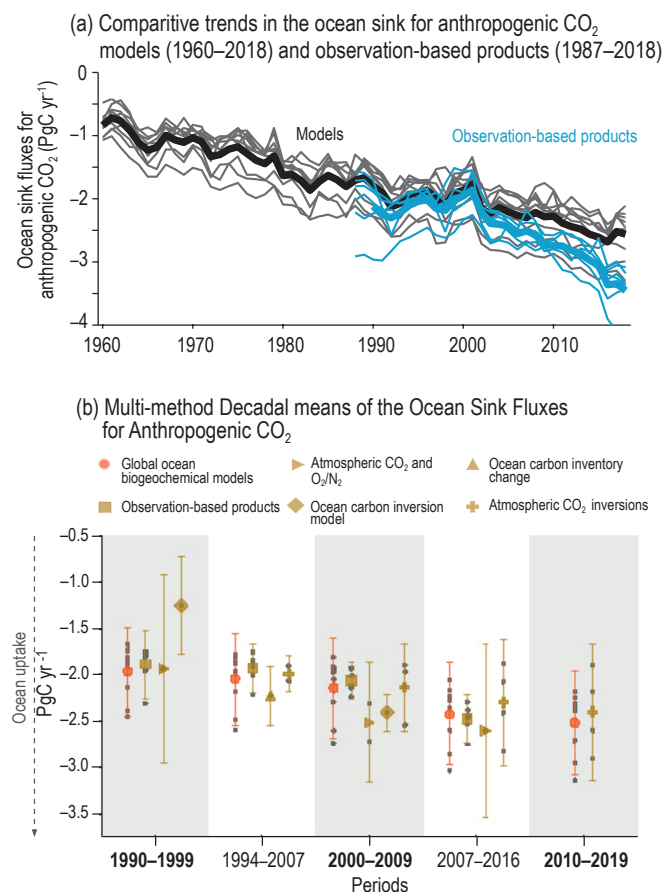 (a) Comparitive trends in the ocean sink for anthropogenic CO₂
models (1960–2018) and observation-based products (1987–2018)
Ocean sink fluxes for
anthropogenic CO₂ (PgC yr⁻¹)
0
–1
–2
–3
–4
Models
Observation-based products
1960 1970 1980 1990 2000 2010
(b) Multi-method Decadal means of the Ocean Sink Fluxes
for Anthropogenic CO₂
Global ocean
biogeochemical models
Atmospheric CO₂ and
O₂/N₂
Ocean carbon inventory
change
Observation-based products
Ocean carbon inversion
model
Atmospheric CO₂ inversions
Ocean uptake
PgC yr⁻¹
–0.5
–1.0
–1.5
–2.0
–2.5
–3.0
–3.5
1990–1999 1994–2007 2000–2009 2007–2016 2010–2019
Periods